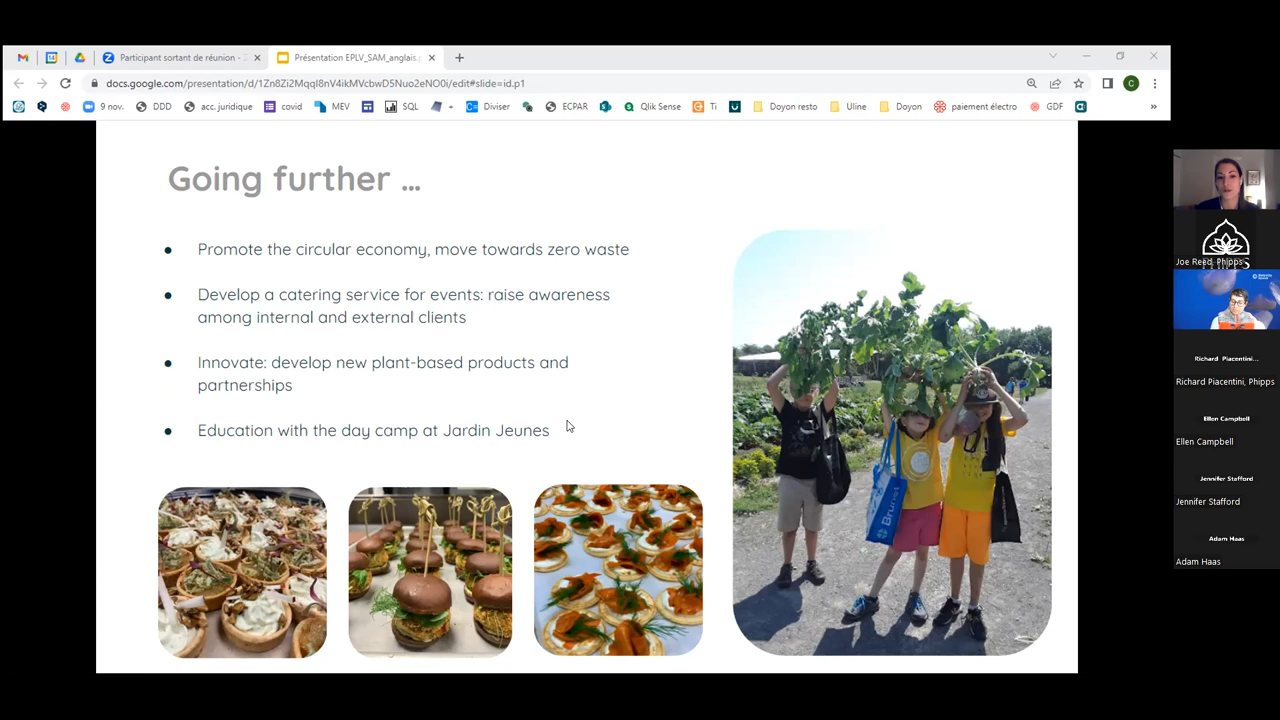 Participant sortant de réunion - Z
Présentation EPLV_SAM_anglais.
docs.google.com/presentation/d/1Zn8Zi2MqqI8nV4ikMVcbwD5Nuo2eNO0i/edit#slide=id.p1
C
9 nov.
DDD
acc. juridique
covid
MEV
SQL
Diviser
ECPAR
Qlik Sense
Ti
Doyon resto
Uline
Doyon
paiement électro
GDF
Going further ...
Promote the circular economy, move towards zero waste
Develop a catering service for events: raise awareness
among internal and external clients
Innovate: develop new plant-based products and
partnerships
Education with the day camp at Jardin Jeunes
Brunet
PHIPPS
Joe Reed, Phipps
Richard Piacentini...
Richard Piacentini, Phipps
Ellen Campbell
Ellen Campbell
Jennifer Stafford
Jennifer Stafford
Adam Haas
Adam Haas